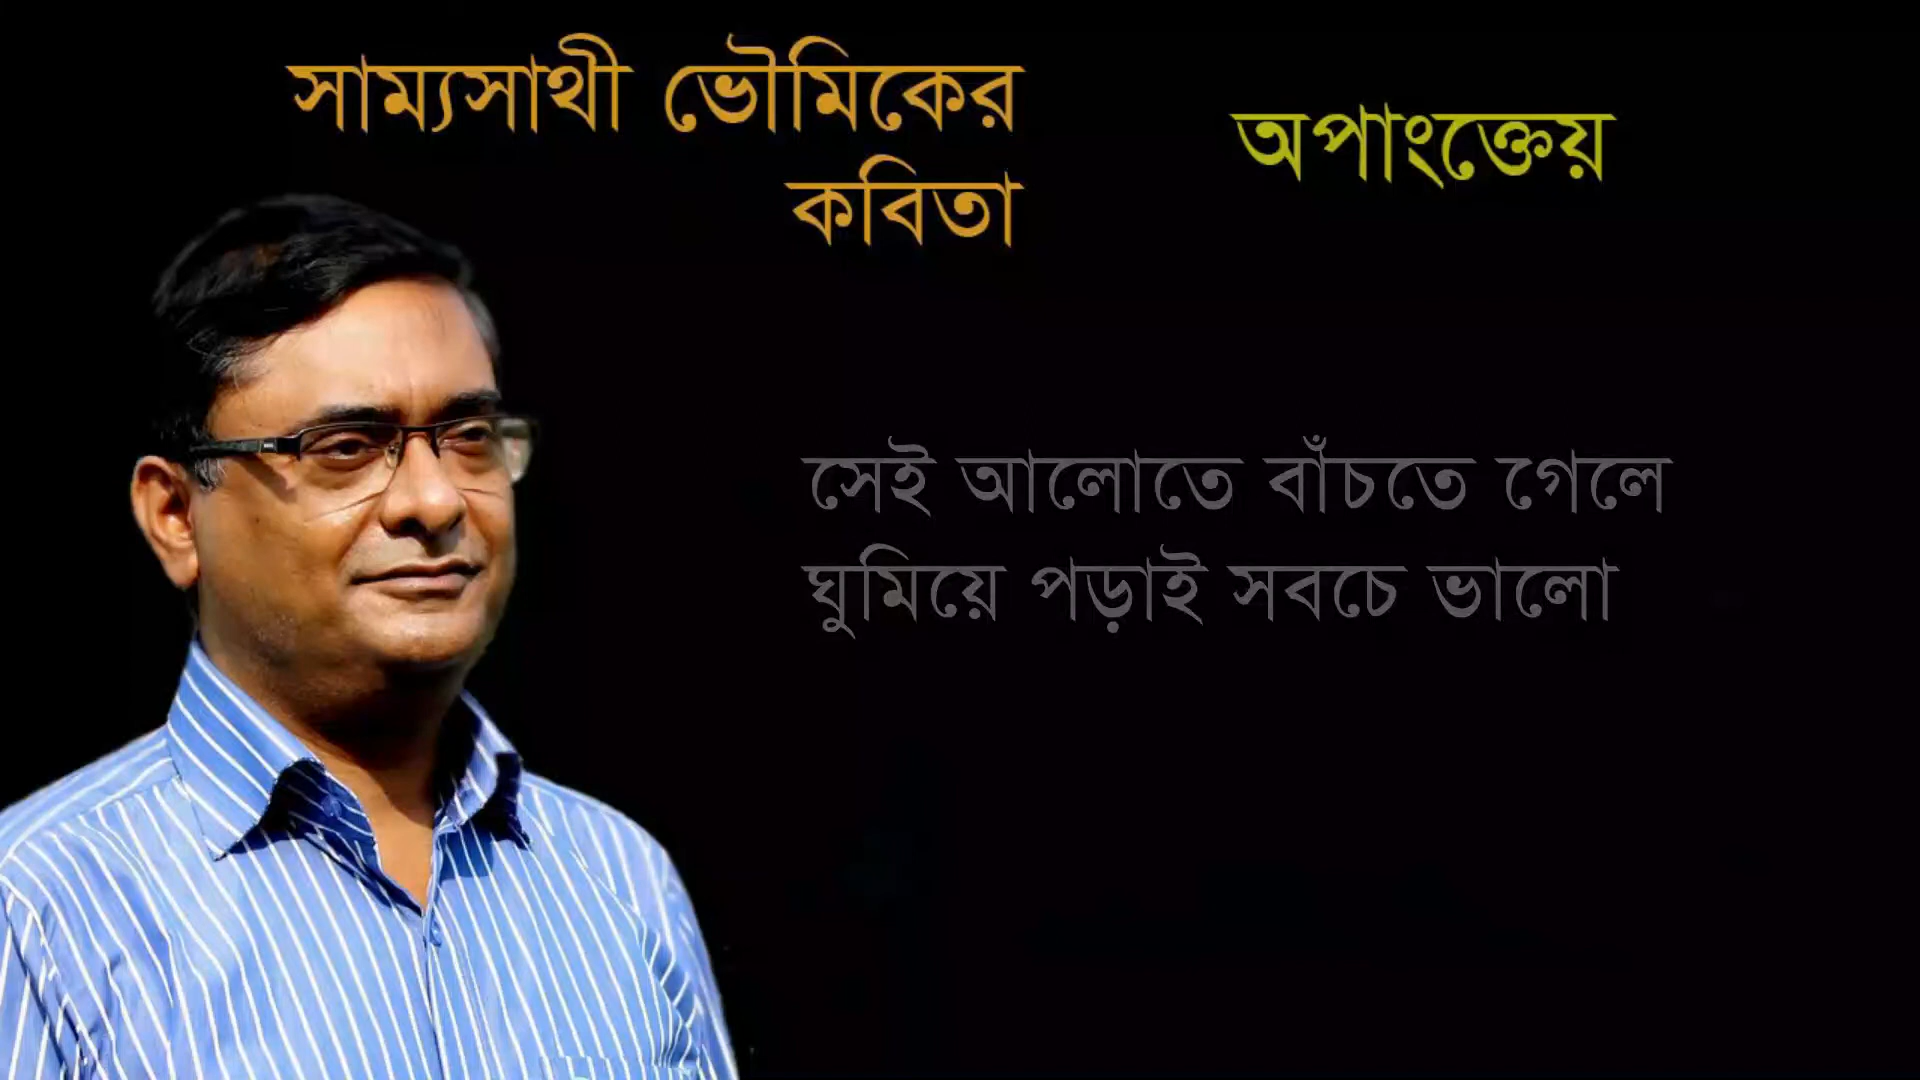 সাম্যসাথী ভৌমিকের
কবিতা
অপাংক্তেয়
সেই আলোতে বাঁচতে গেলে
ঘুমিয়ে পড়াই সবচে ভালো